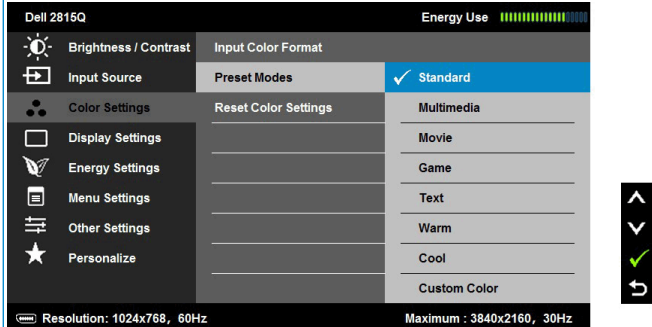 Dell 2815Q Energy Use
Brightness / Contrast Input Color Format
Input Source Preset Modes Standard
Color Settings Reset Color Settings Multimedia
Display Settings Movie
Energy Settings Game
Menu Settings Text
Other Settings Warm
Personalize Cool
Custom Color
Resolution: 1024x768, 60Hz Maximum : 3840x2160, 30Hz